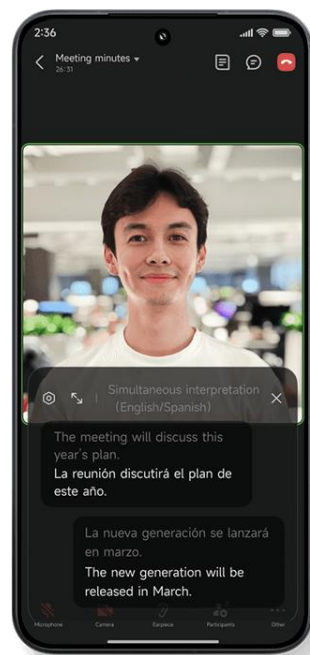 2:36
Meeting minutes
26:31
Simultaneous interpretation
(English/Spanish)
The meeting will discuss this
year's plan.
La reunión discutirá el plan de
este año.
La nueva generación se lanzará
en marzo.
The new generation will be
released in March.
Microphone Camera Earpiece Participants Other